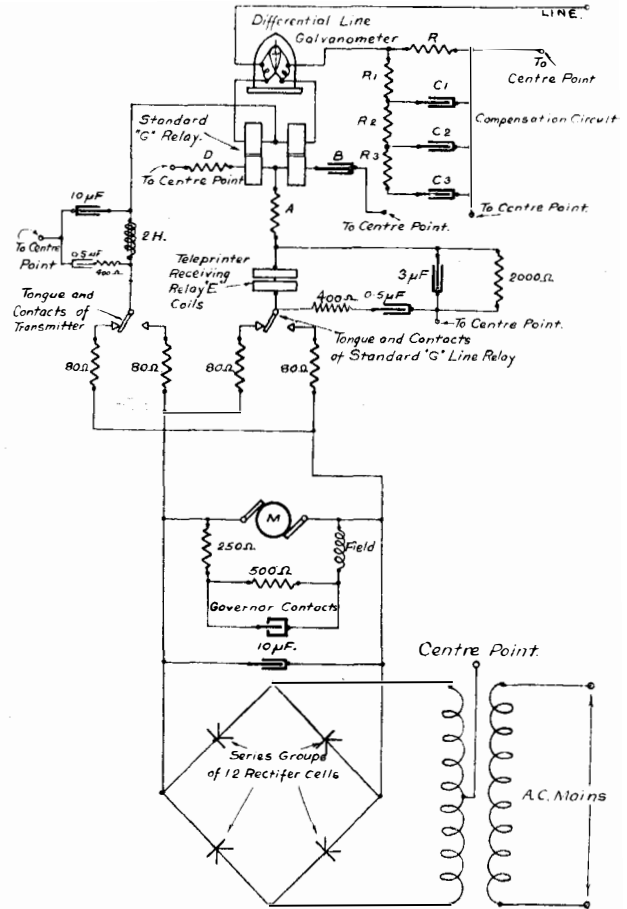 LINE.
Differential Line
Galvanometer
R
To
Centre Point
R1
C1
Compensation Circuit
R2
C2
R3
C3
To Centre Point.
Standard
"G" Relay.
D
To Centre Point
B
To Centre Point.
A
10µF
2H.
To Centre
Point
0.5µF
400Ω
Teleprinter
Receiving
Relay "E"
Coils
3µF
2000Ω
400Ω
0.5µF
To Centre Point.
Tongue and
Contacts of
Transmitter
Tongue and Contacts
of Standard "G" Line Relay
80Ω
80Ω
80Ω
80Ω
M
250Ω
Field
500Ω
Governor Contacts
10µF.
Centre Point.
Series Groups
of 12 Rectifer Cells
A.C. Mains